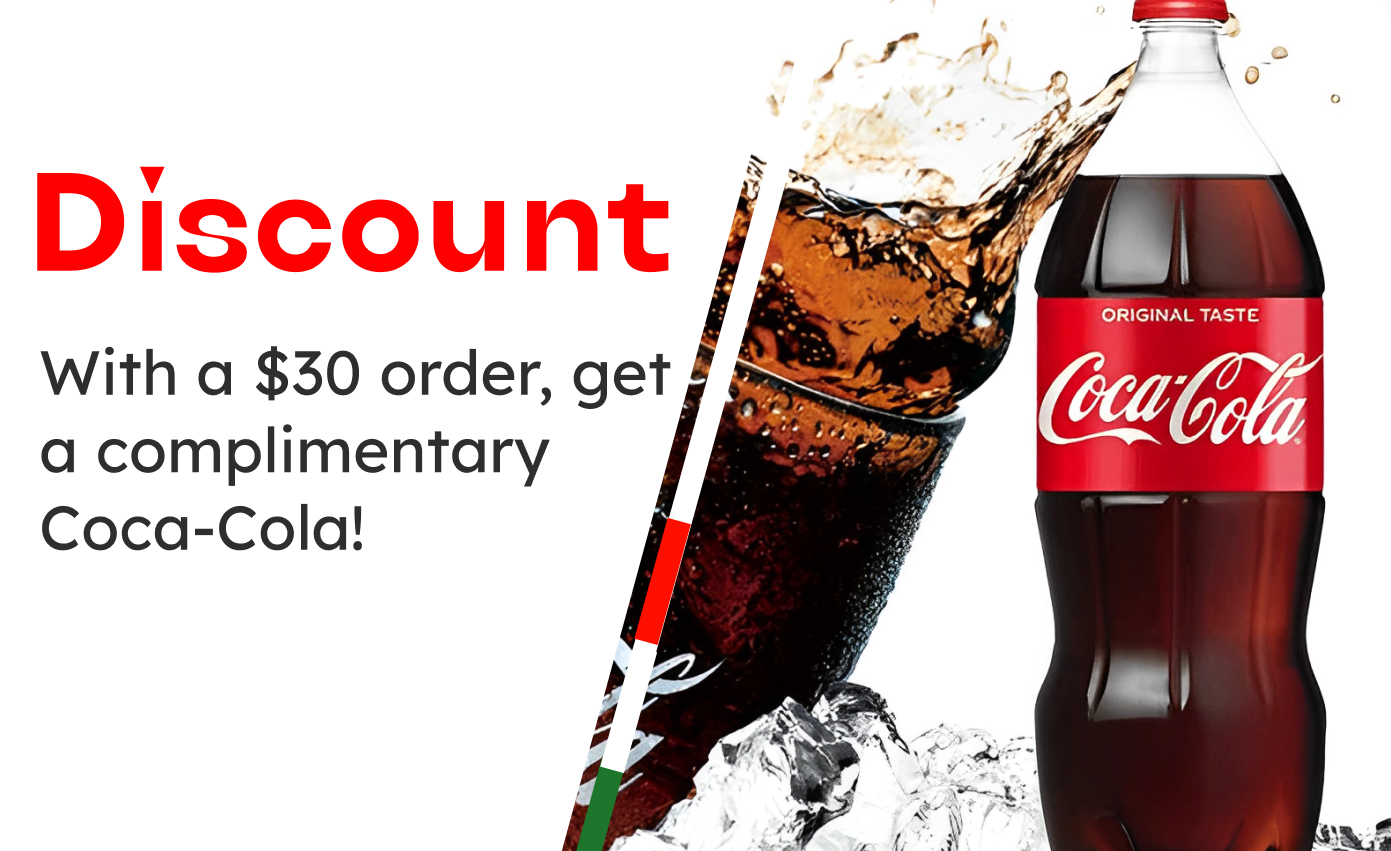 Discount
With a $30 order, get
a complimentary
Coca-Cola!
ORIGINAL TASTE
Coca-Cola